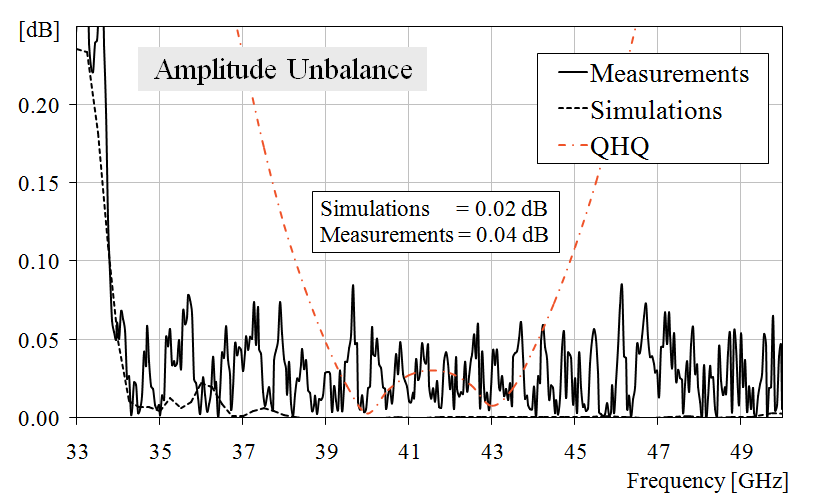 [dB]
Amplitude Unbalance
Measurements
Simulations
QHQ
0.20
0.15
Simulations = 0.02 dB
Measurements = 0.04 dB
0.10
0.05
0.00
33 35 37 39 41 43 45 47 49
Frequency [GHz]